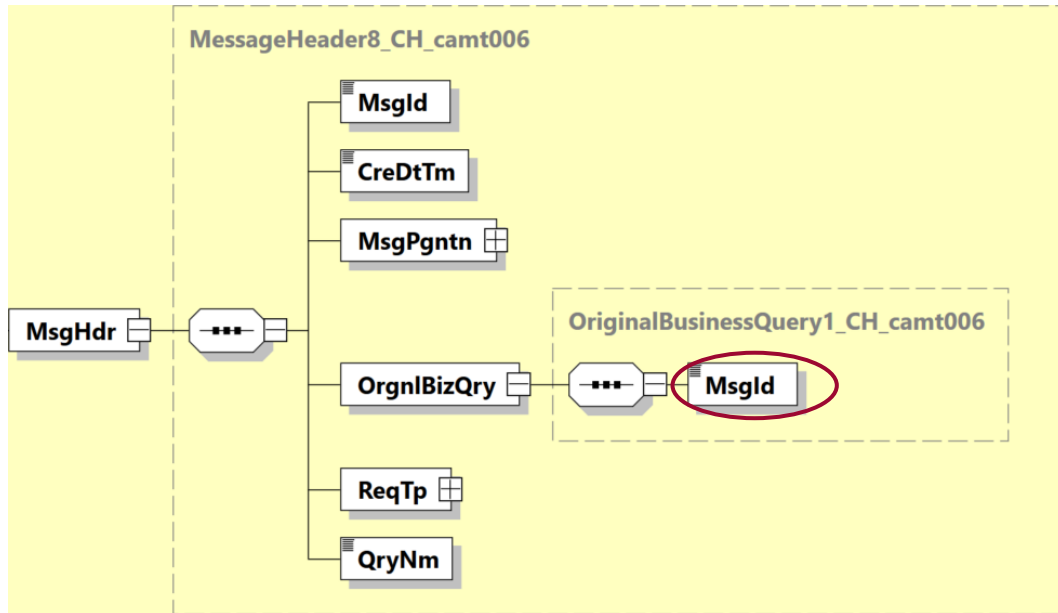 MessageHeader8_CH_camt006
MsgId
CreDtTm
MsgPgntn
MsgHdr
OriginalBusinessQuery1_CH_camt006
OrgnlBizQry
MsgId
ReqTp
QryNm